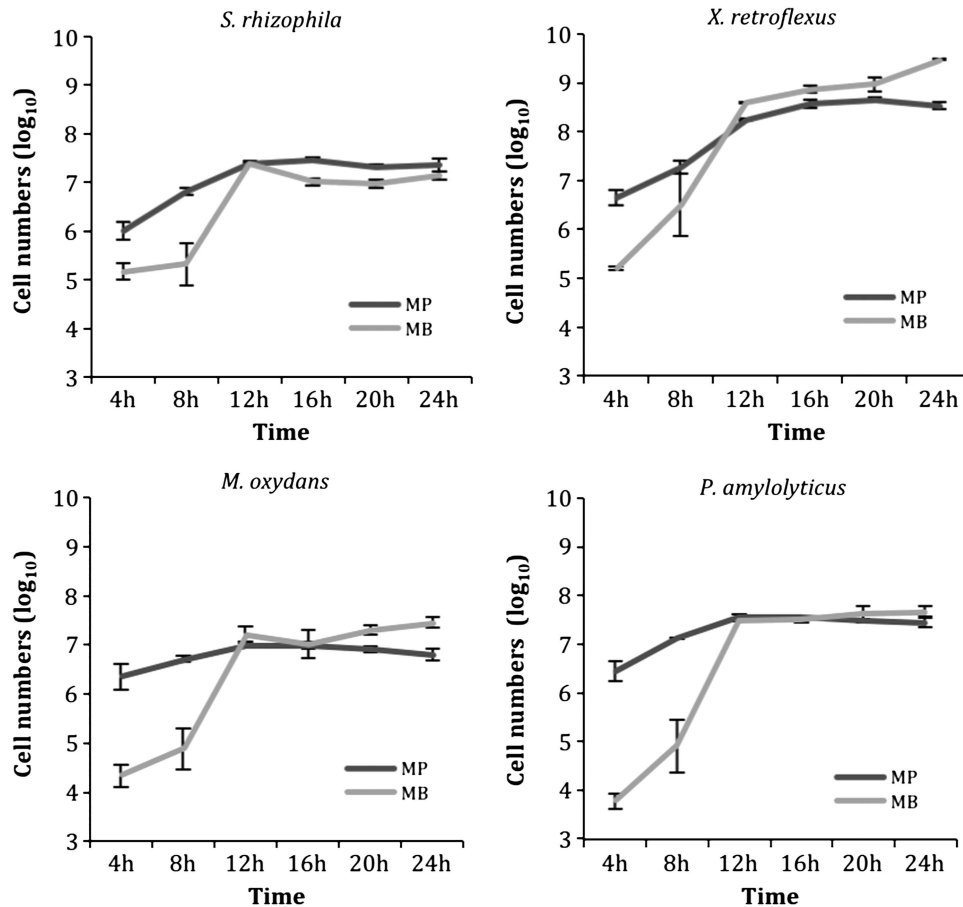 S. rhizophila
Cell numbers (log10)
10
9
8
7
6
5
4
3
MP
MB
4h 8h 12h 16h 20h 24h
Time
X. retroflexus
Cell numbers (log10)
10
9
8
7
6
5
4
3
MP
MB
4h 8h 12h 16h 20h 24h
Time
M. oxydans
Cell numbers (log10)
10
9
8
7
6
5
4
3
MP
MB
4h 8h 12h 16h 20h 24h
Time
P. amylolyticus
Cell numbers (log10)
10
9
8
7
6
5
4
3
MP
MB
4h 8h 12h 16h 20h 24h
Time